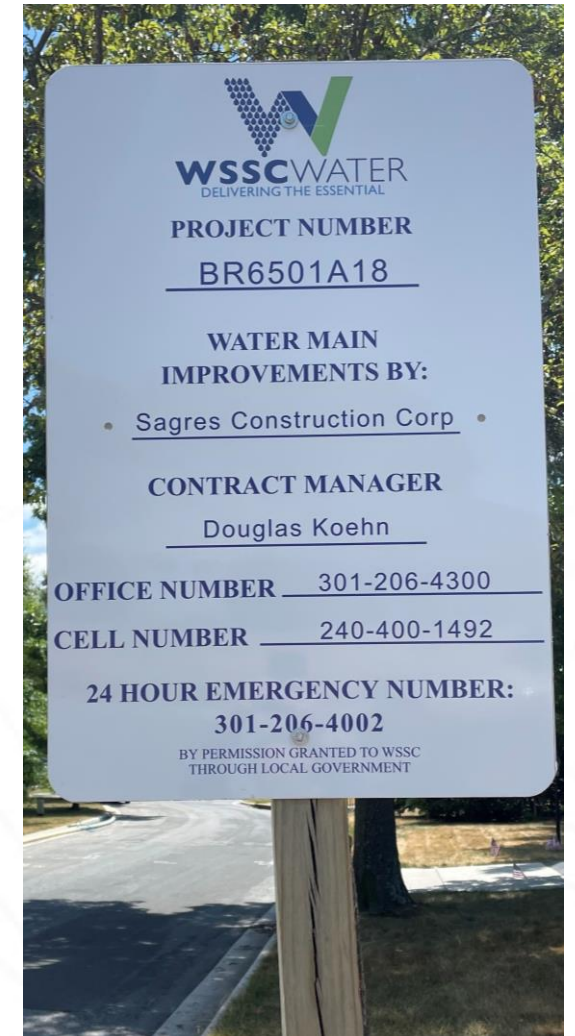 WSSCWATER
DELIVERING THE ESSENTIAL
PROJECT NUMBER
BR6501A18
WATER MAIN
IMPROVEMENTS BY:
Sagres Construction Corp
CONTRACT MANAGER
Douglas Koehn
OFFICE NUMBER 301-206-4300
CELL NUMBER 240-400-1492
24 HOUR EMERGENCY NUMBER:
301-206-4002
BY PERMISSION GRANTED TO WSSC
THROUGH LOCAL GOVERNMENT